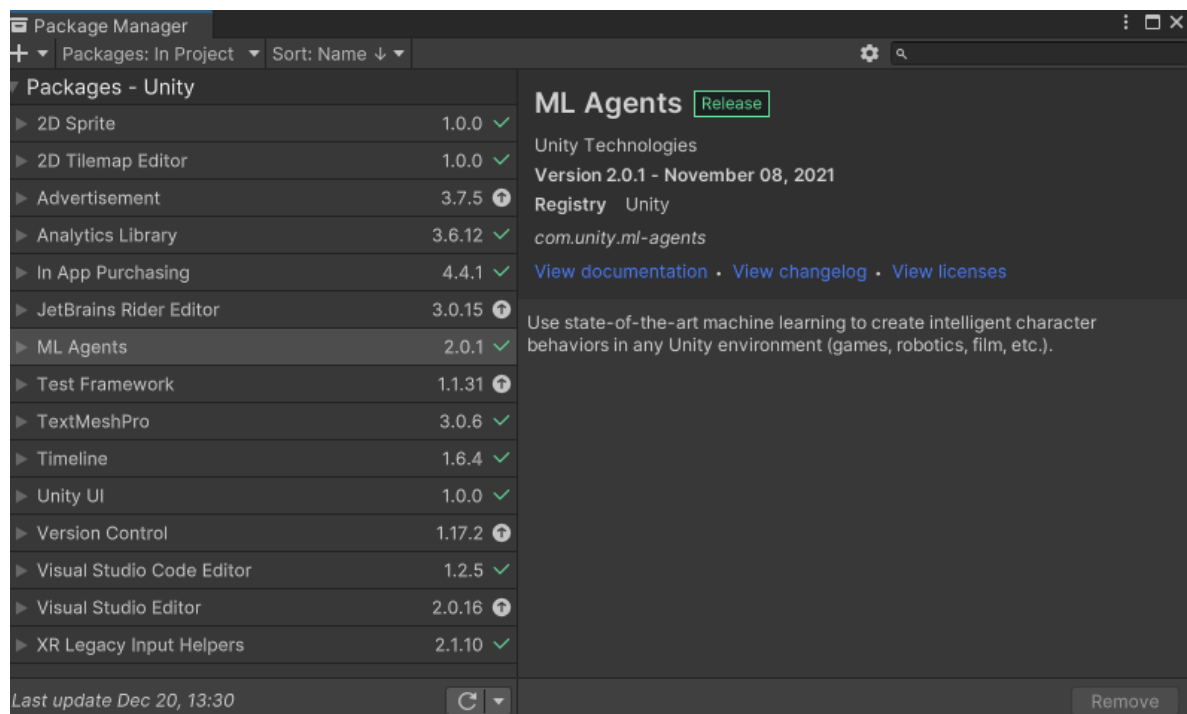 Package Manager
Packages: In Project Sort: Name ↓
Packages - Unity
2D Sprite 1.0.0
2D Tilemap Editor 1.0.0
Advertisement 3.7.5
Analytics Library 3.6.12
In App Purchasing 4.4.1
JetBrains Rider Editor 3.0.15
ML Agents 2.0.1
Test Framework 1.1.31
TextMeshPro 3.0.6
Timeline 1.6.4
Unity UI 1.0.0
Version Control 1.17.2
Visual Studio Code Editor 1.2.5
Visual Studio Editor 2.0.16
XR Legacy Input Helpers 2.1.10
Last update Dec 20, 13:30
ML Agents Release
Unity Technologies
Version 2.0.1 - November 08, 2021
Registry Unity
com.unity.ml-agents
View documentation • View changelog • View licenses
Use state-of-the-art machine learning to create intelligent character
behaviors in any Unity environment (games, robotics, film, etc.).
Remove